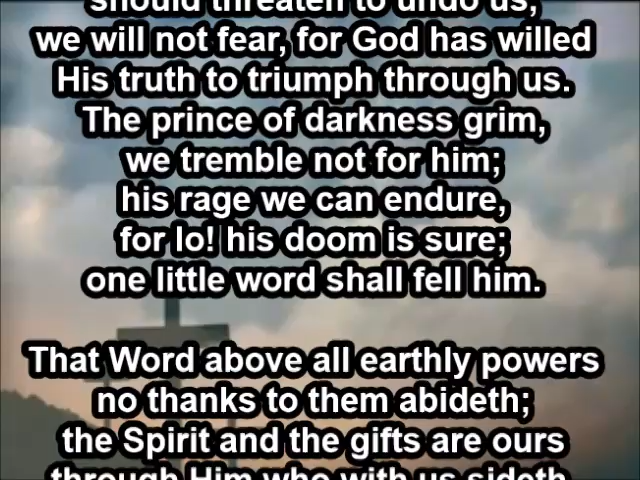 should threaten to undo us,
we will not fear, for God has willed
His truth to triumph through us.
The prince of darkness grim,
we tremble not for him;
his rage we can endure,
for lo! his doom is sure;
one little word shall fell him.
That Word above all earthly powers
no thanks to them abideth;
the Spirit and the gifts are ours
through Him who with us sideth